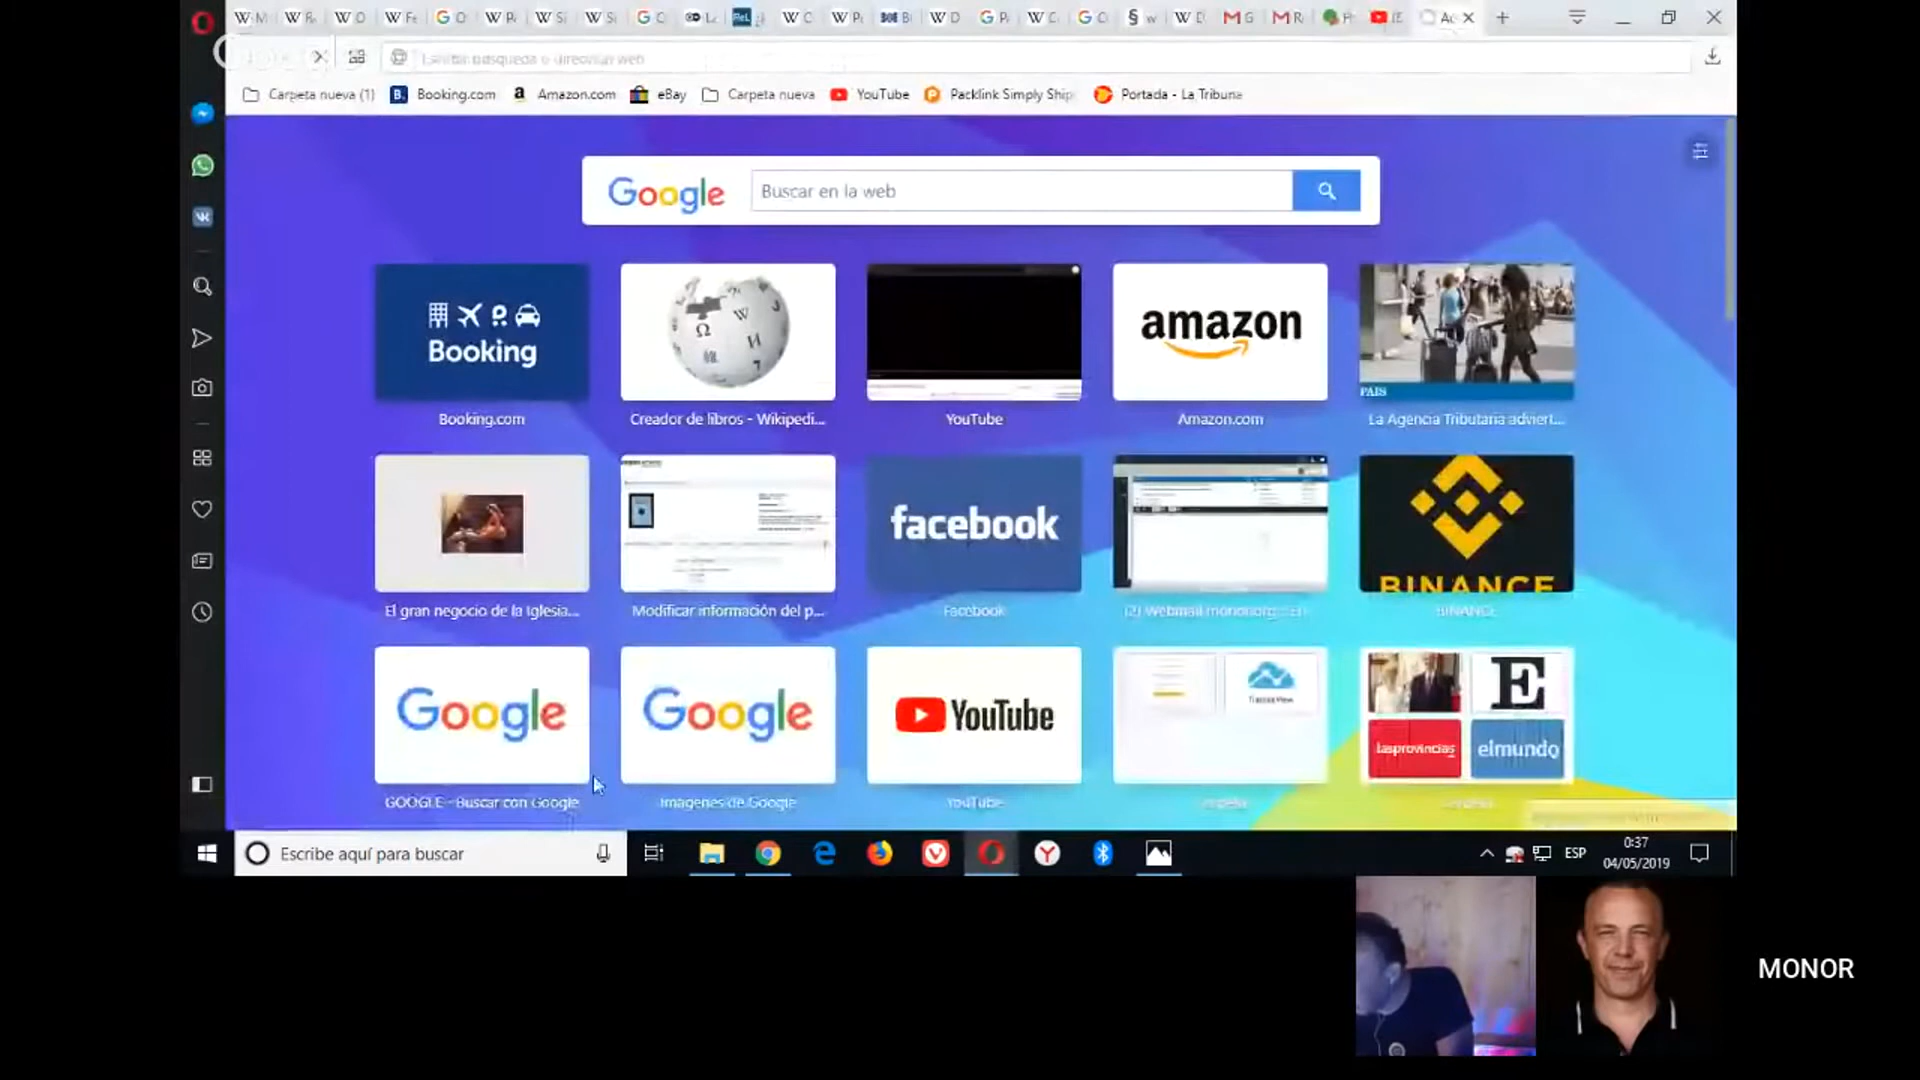 Carpeta nueva (1)
Booking.com
Amazon.com
eBay
Carpeta nueva
YouTube
Packlink Simply Ship
Portada - La Tribuna
Google
Buscar en la web
Booking
amazon
PAIS
Booking.com
Creador de libros - Wikipedi...
YouTube
Amazon.com
La Agencia Tributaria adviert...
facebook
BINANCE
El gran negocio de la Iglesia...
Modificar información del p...
Facebook
BINANCE
Google
Google
YouTube
E
lasprovincias
elmundo
GOOGLE - Buscar con Google
Imágenes de Google
YouTube
Escribe aquí para buscar
ESP
0:37
04/05/2019
MONOR